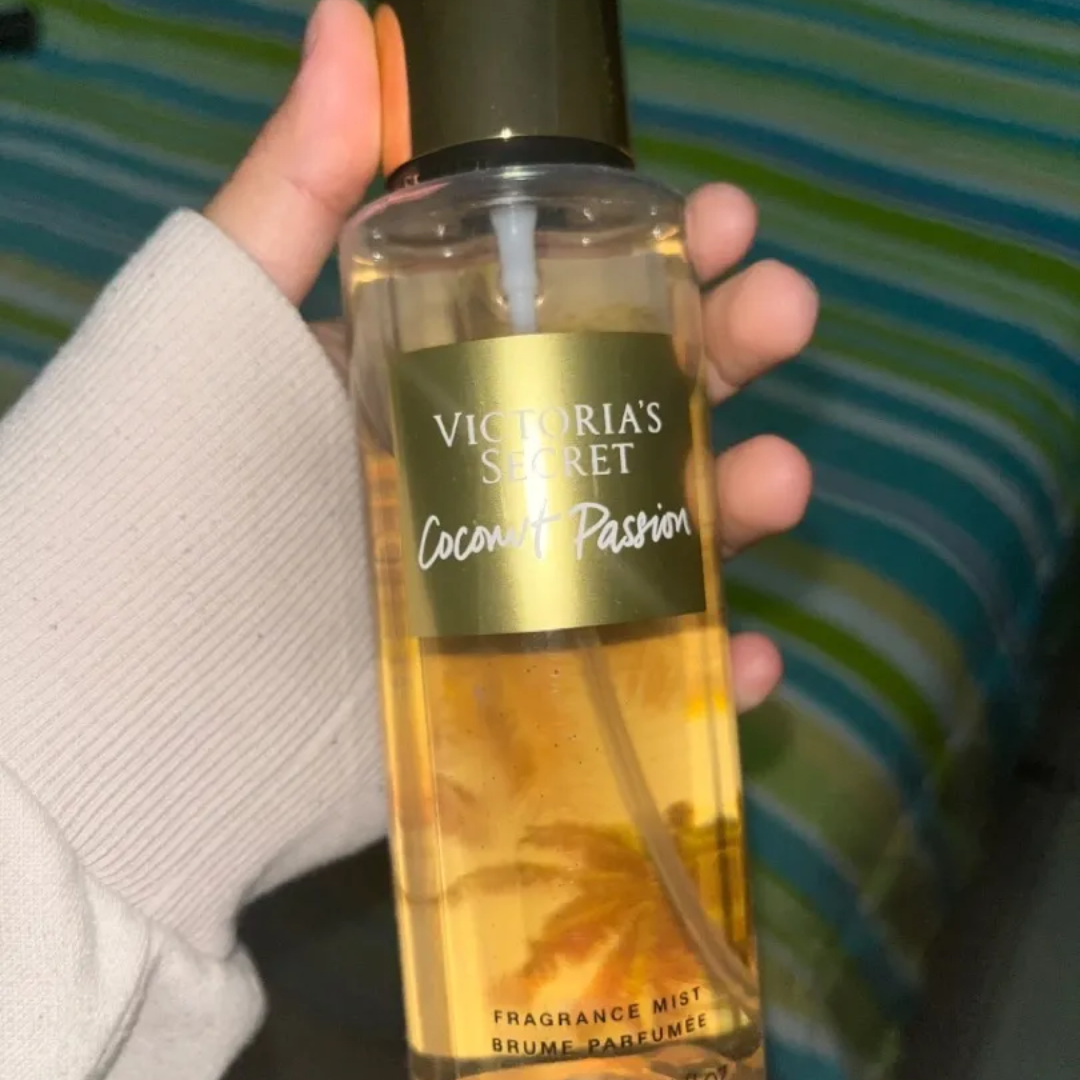 VICTORIA'S
SECRET
Coconut Passion
FRAGRANCE MIST
BRUME PARFUMÉE